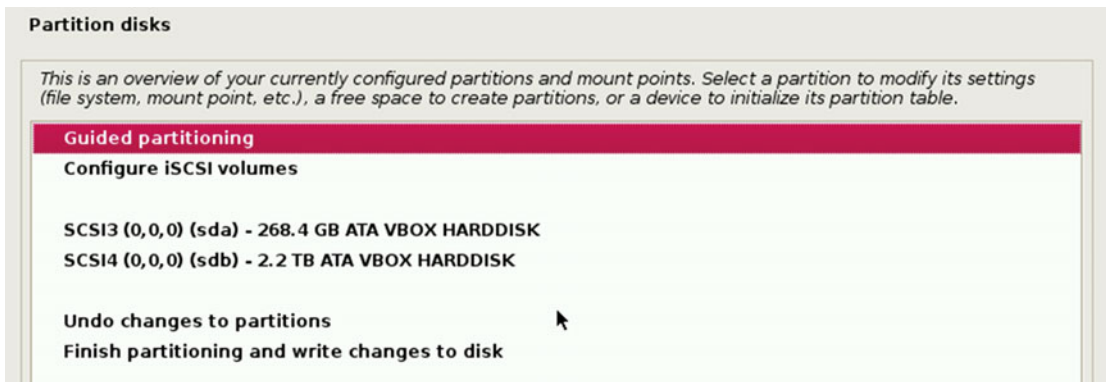 Partition disks
This is an overview of your currently configured partitions and mount points. Select a partition to modify its settings
(file system, mount point, etc.), a free space to create partitions, or a device to initialize its partition table.
Guided partitioning
Configure iSCSI volumes
SCSI3 (0,0,0) (sda) - 268.4 GB ATA VBOX HARDDISK
SCSI4 (0,0,0) (sdb) - 2.2 TB ATA VBOX HARDDISK
Undo changes to partitions
Finish partitioning and write changes to disk